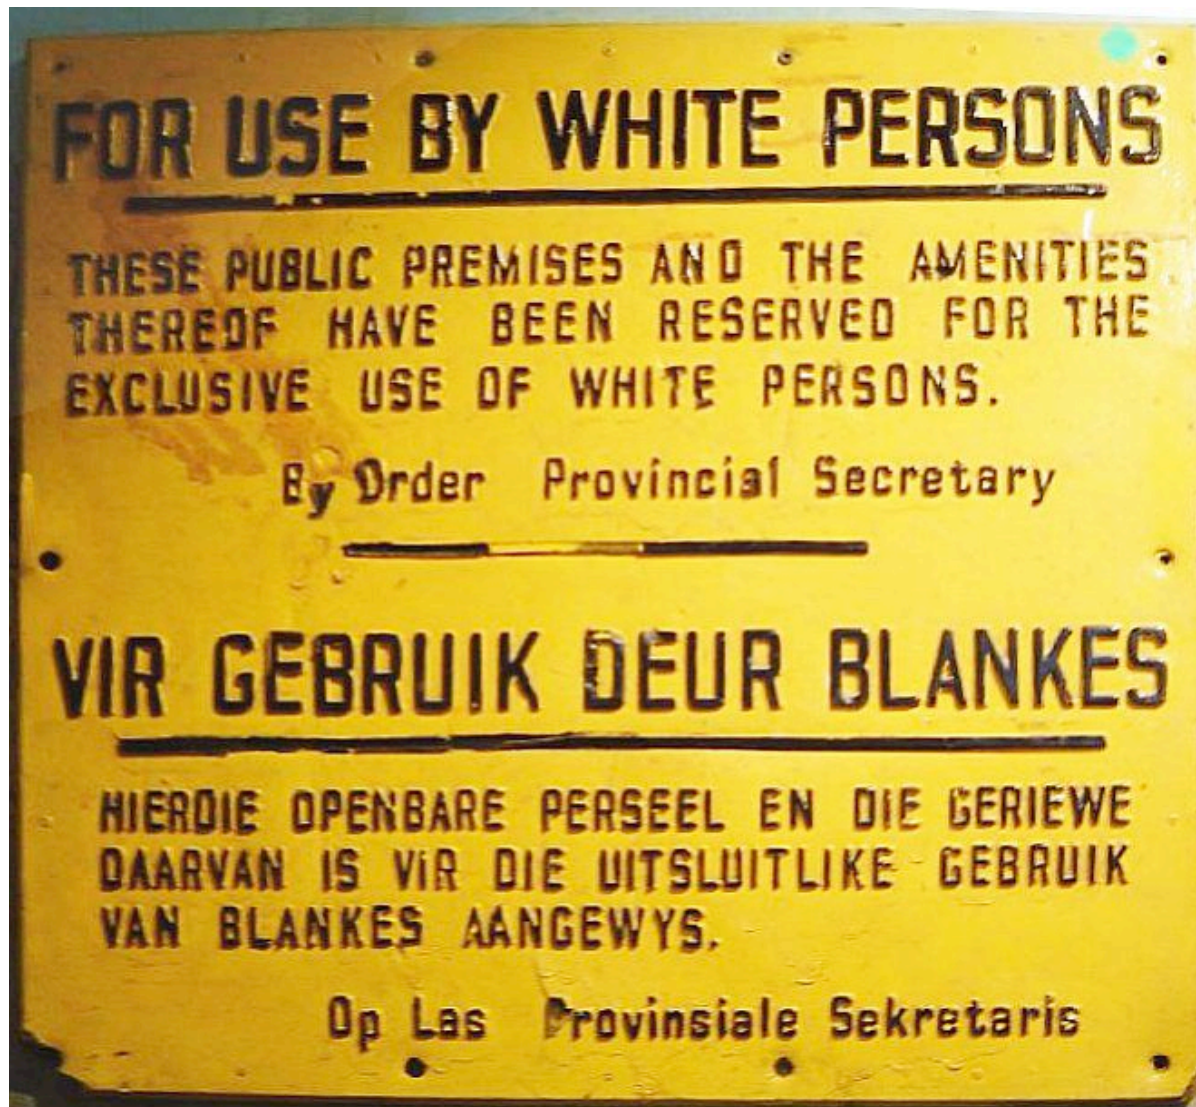 FOR USE BY WHITE PERSONS
THESE PUBLIC PREMISES AND THE AMENITIES
THEREOF HAVE BEEN RESERVED FOR THE
EXCLUSIVE USE OF WHITE PERSONS.
By Order Provincial Secretary
VIR GEBRUIK DEUR BLANKES
HIERDIE OPENBARE PERSEEL EN DIE GERIEWE
DAARVAN IS VIR DIE UITSLUITLIKE GEBRUIK
VAN BLANKES AANGEWYS.
Op Las Provinsiale Sekretaris